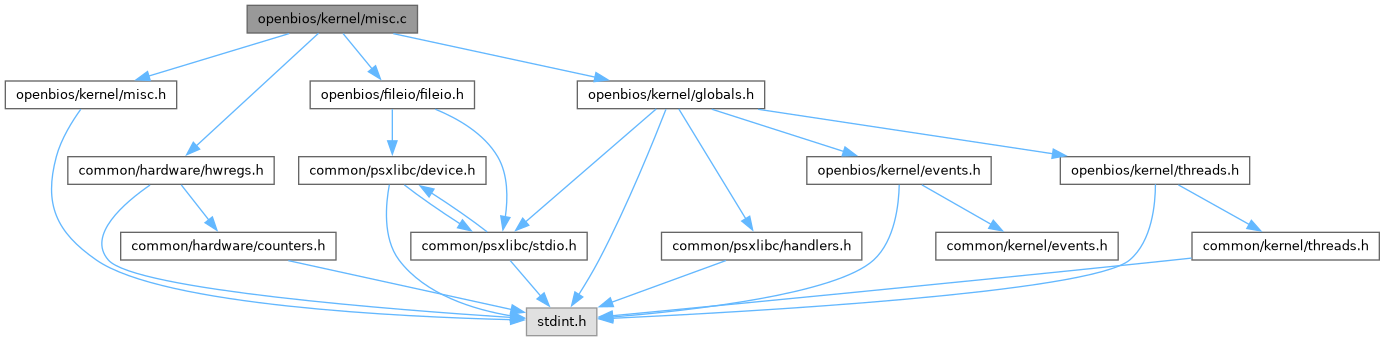 openbios/kernel/misc.c
openbios/kernel/misc.h
openbios/fileio/fileio.h
openbios/kernel/globals.h
common/hardware/hwregs.h
common/psxlibc/device.h
openbios/kernel/events.h
openbios/kernel/threads.h
common/hardware/counters.h
common/psxlibc/stdio.h
common/psxlibc/handlers.h
common/kernel/events.h
common/kernel/threads.h
stdint.h